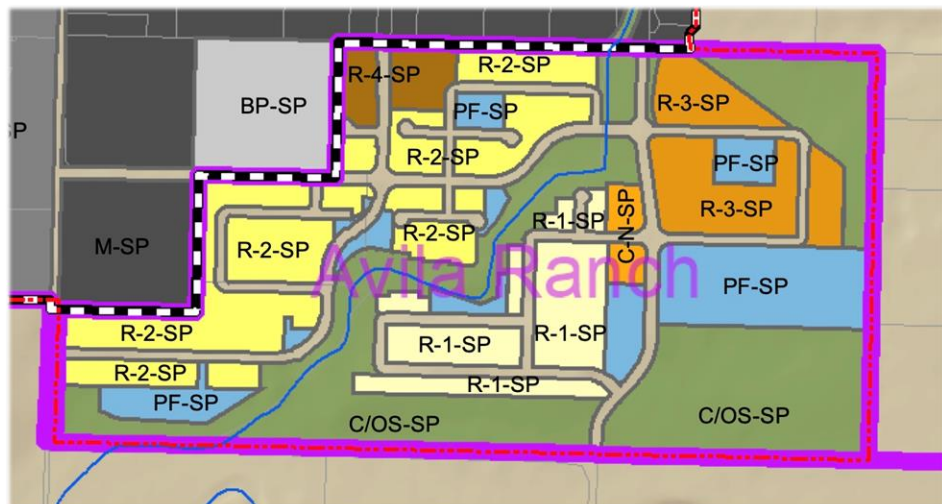 R-2-SP
R-4-SP
BP-SP
PF-SP
R-3-SP
SP
R-2-SP
PF-SP
R-3-SP
R-1-SP
C-N-SP
M-SP
R-2-SP
R-2-SP
Avila Ranch
PF-SP
R-2-SP
R-1-SP
R-1-SP
R-2-SP
R-1-SP
PF-SP
C/OS-SP
C/OS-SP